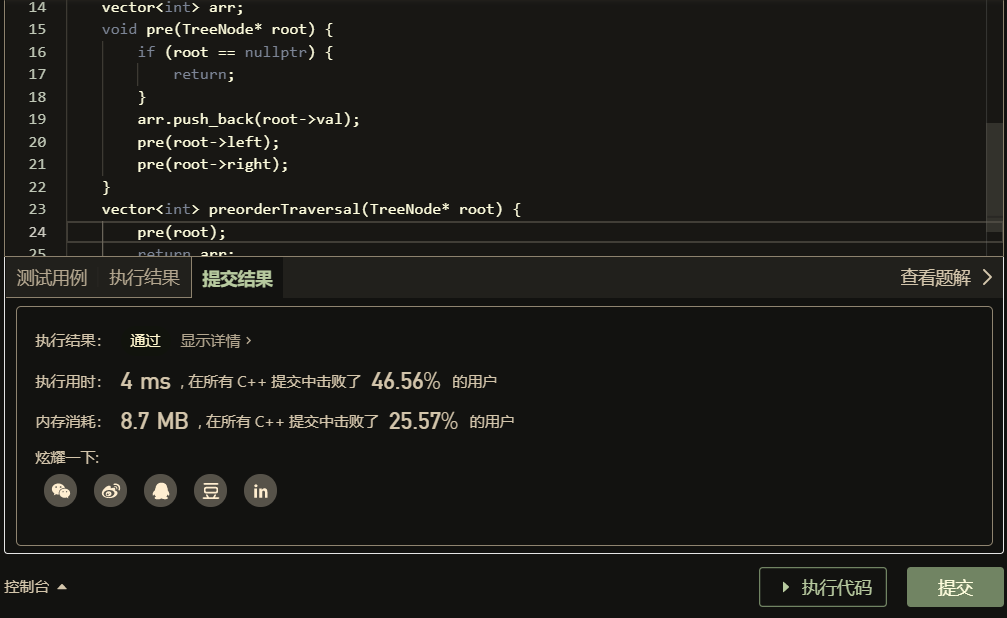 14 vector<int> arr;
15 void pre(TreeNode* root) {
16 if (root == nullptr) {
17 return;
18 }
19 arr.push_back(root->val);
20 pre(root->left);
21 pre(root->right);
22 }
23 vector<int> preorderTraversal(TreeNode* root) {
24 pre(root);
25 return arr;
测试用例 执行结果 提交结果 查看题解
执行结果： 通过 显示详情
执行用时： 4 ms , 在所有 C++ 提交中击败了 46.56% 的用户
内存消耗： 8.7 MB , 在所有 C++ 提交中击败了 25.57% 的用户
炫耀一下:
豆 in
控制台 执行代码 提交